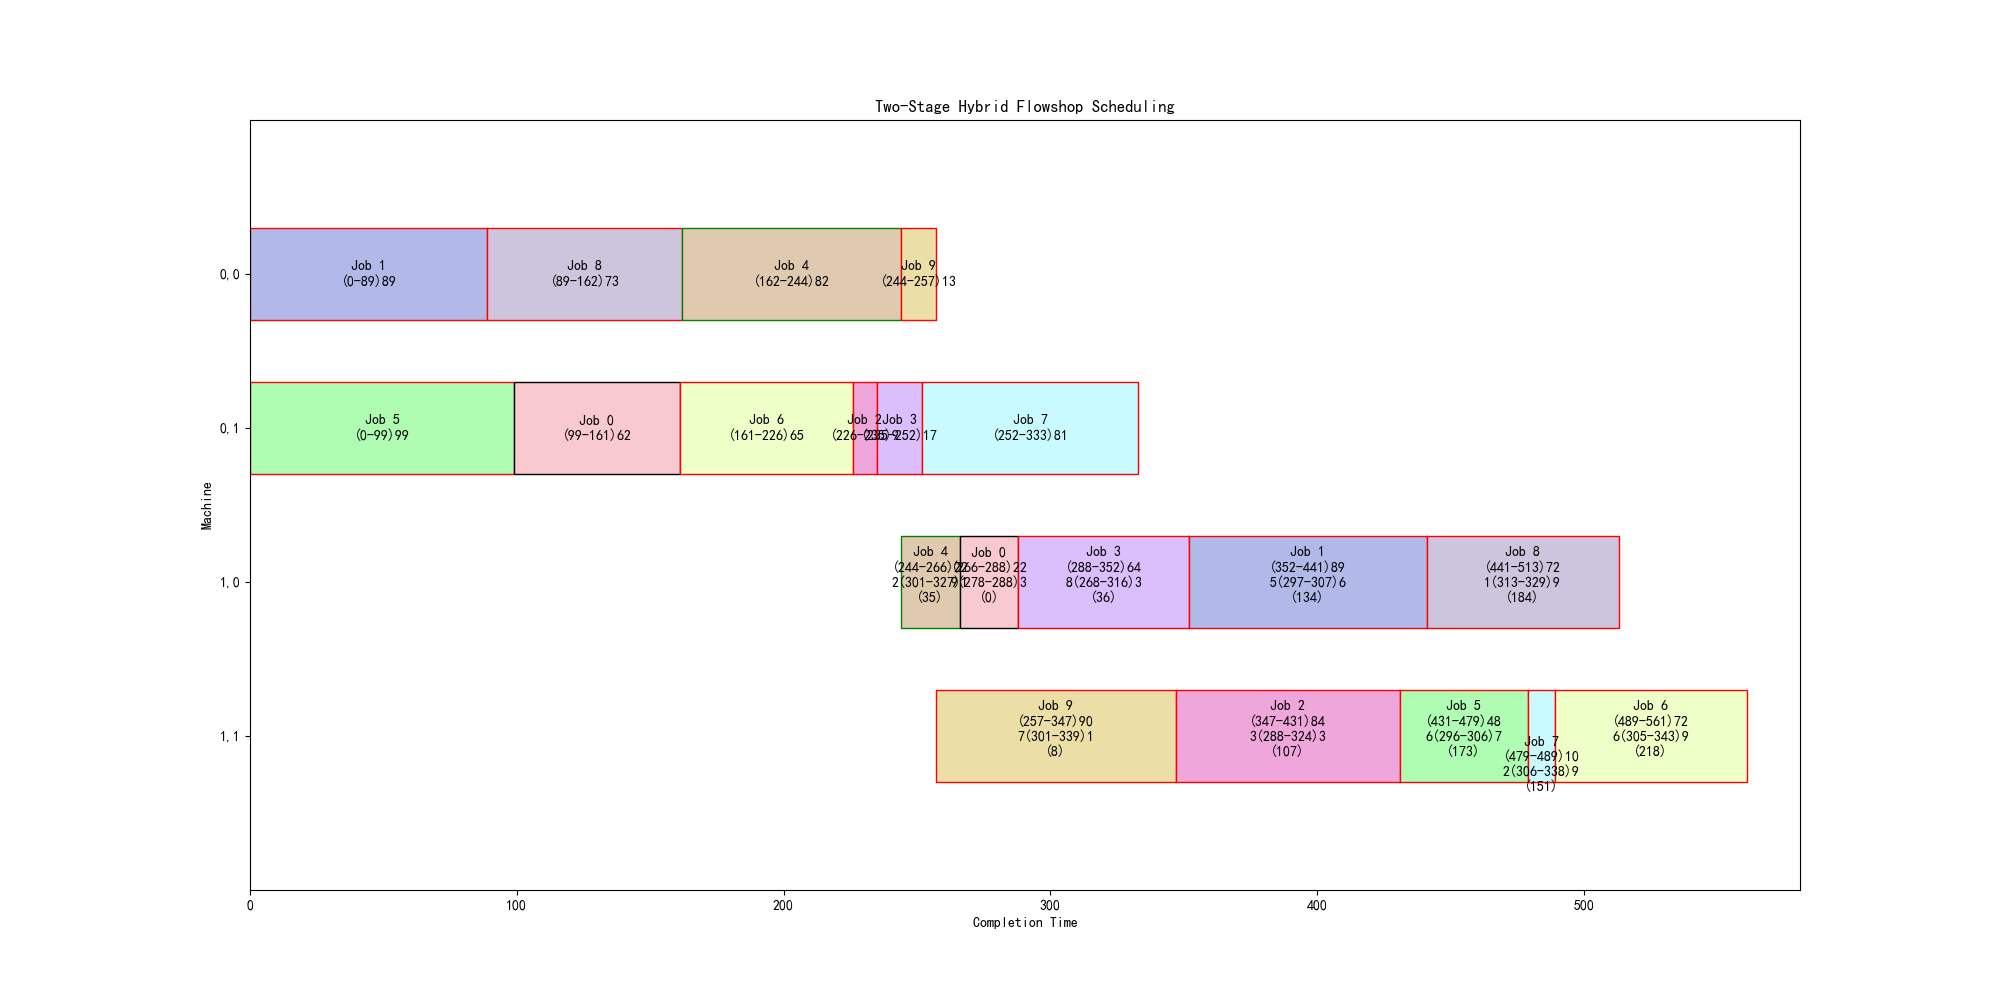 Two-Stage Hybrid Flowshop Scheduling
Machine
0,0
Job 1
(0-89)89
Job 8
(89-162)73
Job 4
(162-244)82
Job 9
(244-257)13
0,1
Job 5
(0-99)99
Job 0
(99-161)62
Job 6
(161-226)65
Job 2
(226-235)9
Job 3
(235-252)17
Job 7
(252-333)81
1,0
Job 4
(244-266)22
(35)
Job 0
(266-288)22
9(278-288)3
(0)
Job 3
(288-352)64
8(268-316)3
(36)
Job 1
(352-441)89
5(297-307)6
(134)
Job 8
(441-513)72
1(313-329)9
(184)
1,1
Job 9
(257-347)90
7(301-339)1
(8)
Job 2
(347-431)84
3(288-324)3
(107)
Job 5
(431-479)48
6(296-306)7
(173)
Job 7
(479-489)10
2(306-338)9
(151)
Job 6
(489-561)72
6(305-343)9
(218)
0
100
200
300
400
500
Completion Time